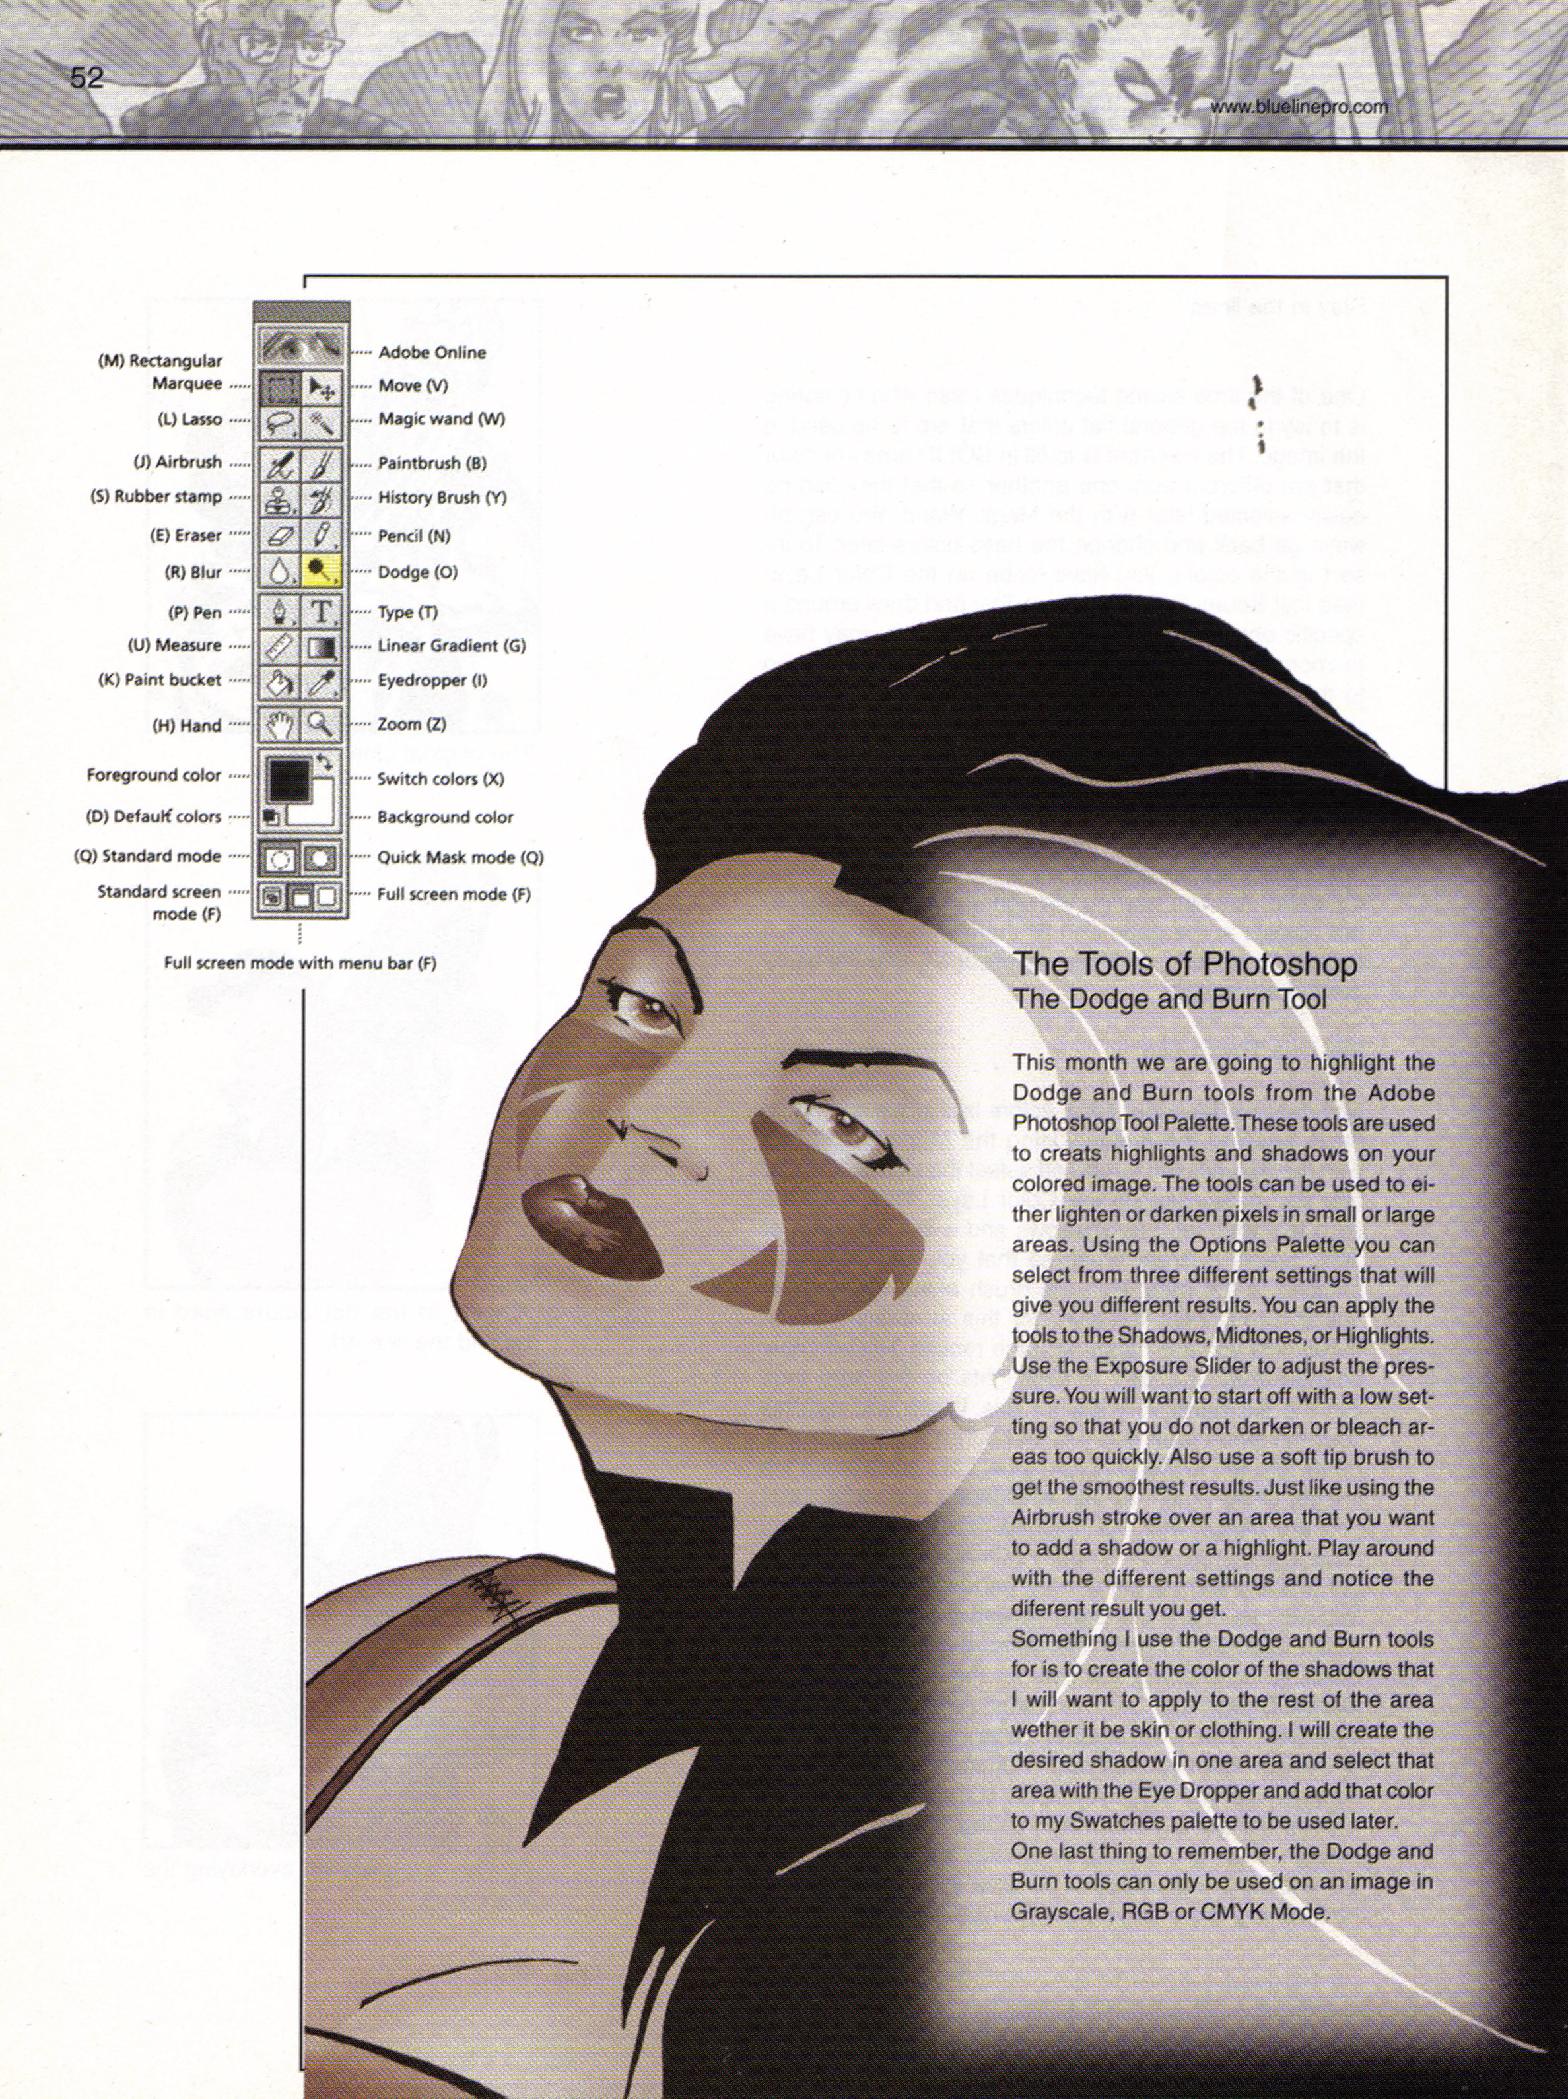 52
www.bluelinepro.com
(M) Rectangular
Marquee
(L) Lasso
(J) Airbrush
(S) Rubber stamp
(E) Eraser
(R) Blur
(P) Pen
(U) Measure
(K) Paint bucket
(H) Hand
Foreground color
(D) Default colors
(Q) Standard mode
Standard screen
mode (F)
Adobe Online
Move (V)
Magic wand (W)
Paintbrush (B)
History Brush (Y)
Pencil (N)
Dodge (O)
Type (T)
Linear Gradient (G)
Eyedropper (I)
Zoom (Z)
Switch colors (X)
Background color
Quick Mask mode (Q)
Full screen mode (F)
Full screen mode with menu bar (F)
The Tools of Photoshop
The Dodge and Burn Tool
This month we are going to highlight the
Dodge and Burn tools from the Adobe
Photoshop Tool Palette. These tools are used
to creats highlights and shadows on your
colored image. The tools can be used to ei-
ther lighten or darken pixels in small or large
areas. Using the Options Palette you can
select from three different settings that will
give you different results. You can apply the
tools to the Shadows, Midtones, or Highlights.
Use the Exposure Slider to adjust the pres-
sure. You will want to start off with a low set-
ting so that you do not darken or bleach ar-
eas too quickly. Also use a soft tip brush to
get the smoothest results. Just like using the
Airbrush stroke over an area that you want
to add a shadow or a highlight. Play around
with the different settings and notice the
diferent result you get.
Something I use the Dodge and Burn tools
for is to create the color of the shadows that
I will want to apply to the rest of the area
wether it be skin or clothing. I will create the
desired shadow in one area and select that
area with the Eye Dropper and add that color
to my Swatches palette to be used later.
One last thing to remember, the Dodge and
Burn tools can only be used on an image in
Grayscale, RGB or CMYK Mode.